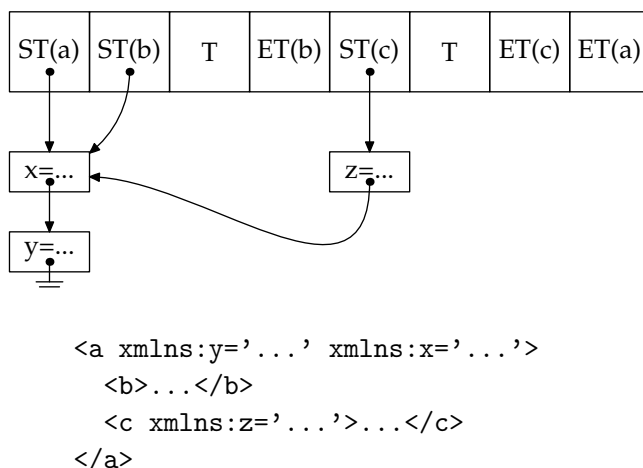 ST(a) ST(b) T ET(b) ST(c) T ET(c) ET(a)
x=... z=...
y=...
<a xmlns:y='...' xmlns:x='...'>
<b>...</b>
<c xmlns:z='...'>...</c>
</a>